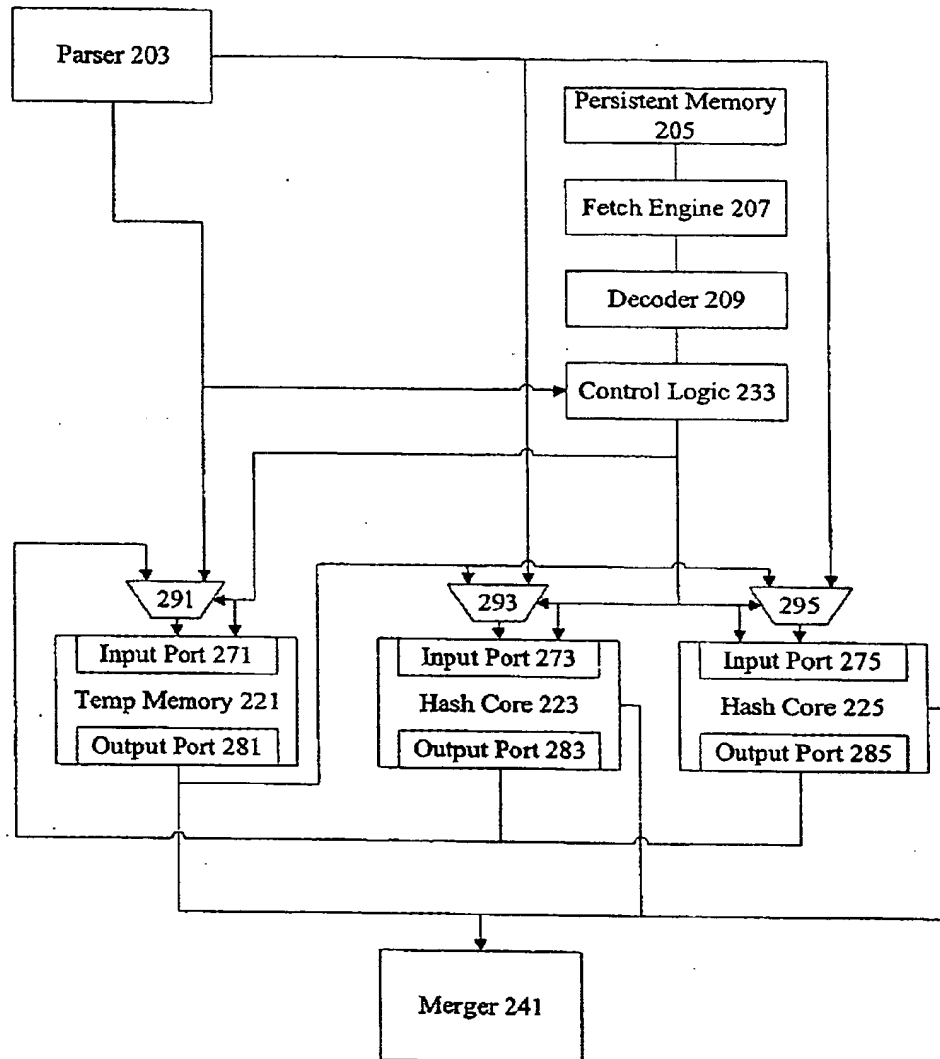 Parser 203
Persistent Memory
205
Fetch Engine 207
Decoder 209
Control Logic 233
291
293
295
Input Port 271
Temp Memory 221
Output Port 281
Input Port 273
Hash Core 223
Output Port 283
Input Port 275
Hash Core 225
Output Port 285
Merger 241